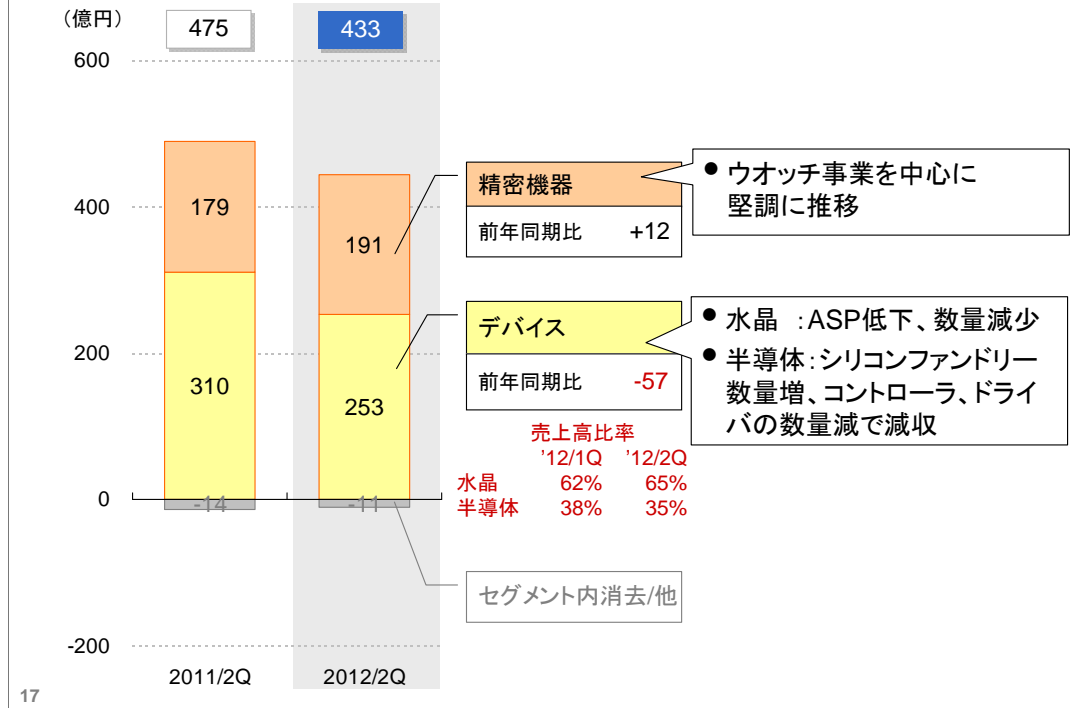 （億円）
475
433
600
400
200
0
-200
179
310
-14
191
253
-11
2011/2Q
2012/2Q
精密機器
前年同期比 +12
● ウオッチ事業を中心に
堅調に推移
デバイス
前年同期比 -57
● 水晶 ：ASP低下、数量減少
● 半導体：シリコンファンドリー
数量増、コントローラ、ドライ
バの数量減で減収
売上高比率
'12/1Q '12/2Q
水晶 62% 65%
半導体 38% 35%
セグメント内消去/他
17